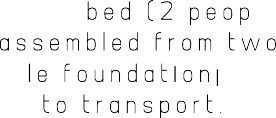 bed (2 peop
assembled from two
le foundation,
to transport.